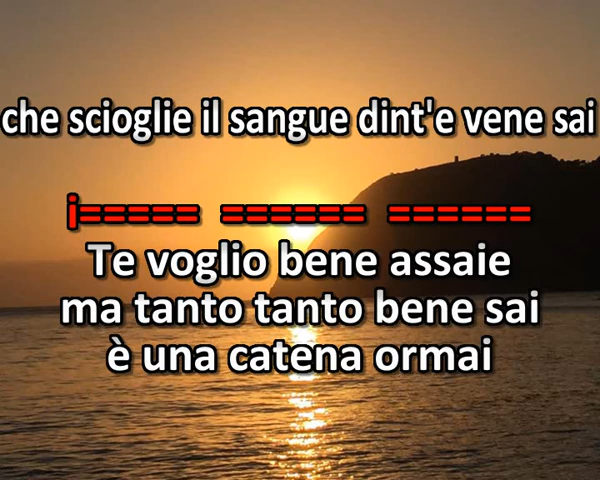 che scioglie il sangue dint'e vene sai
i===== ====== ======
Te voglio bene assaie
ma tanto tanto bene sai
è una catena ormai